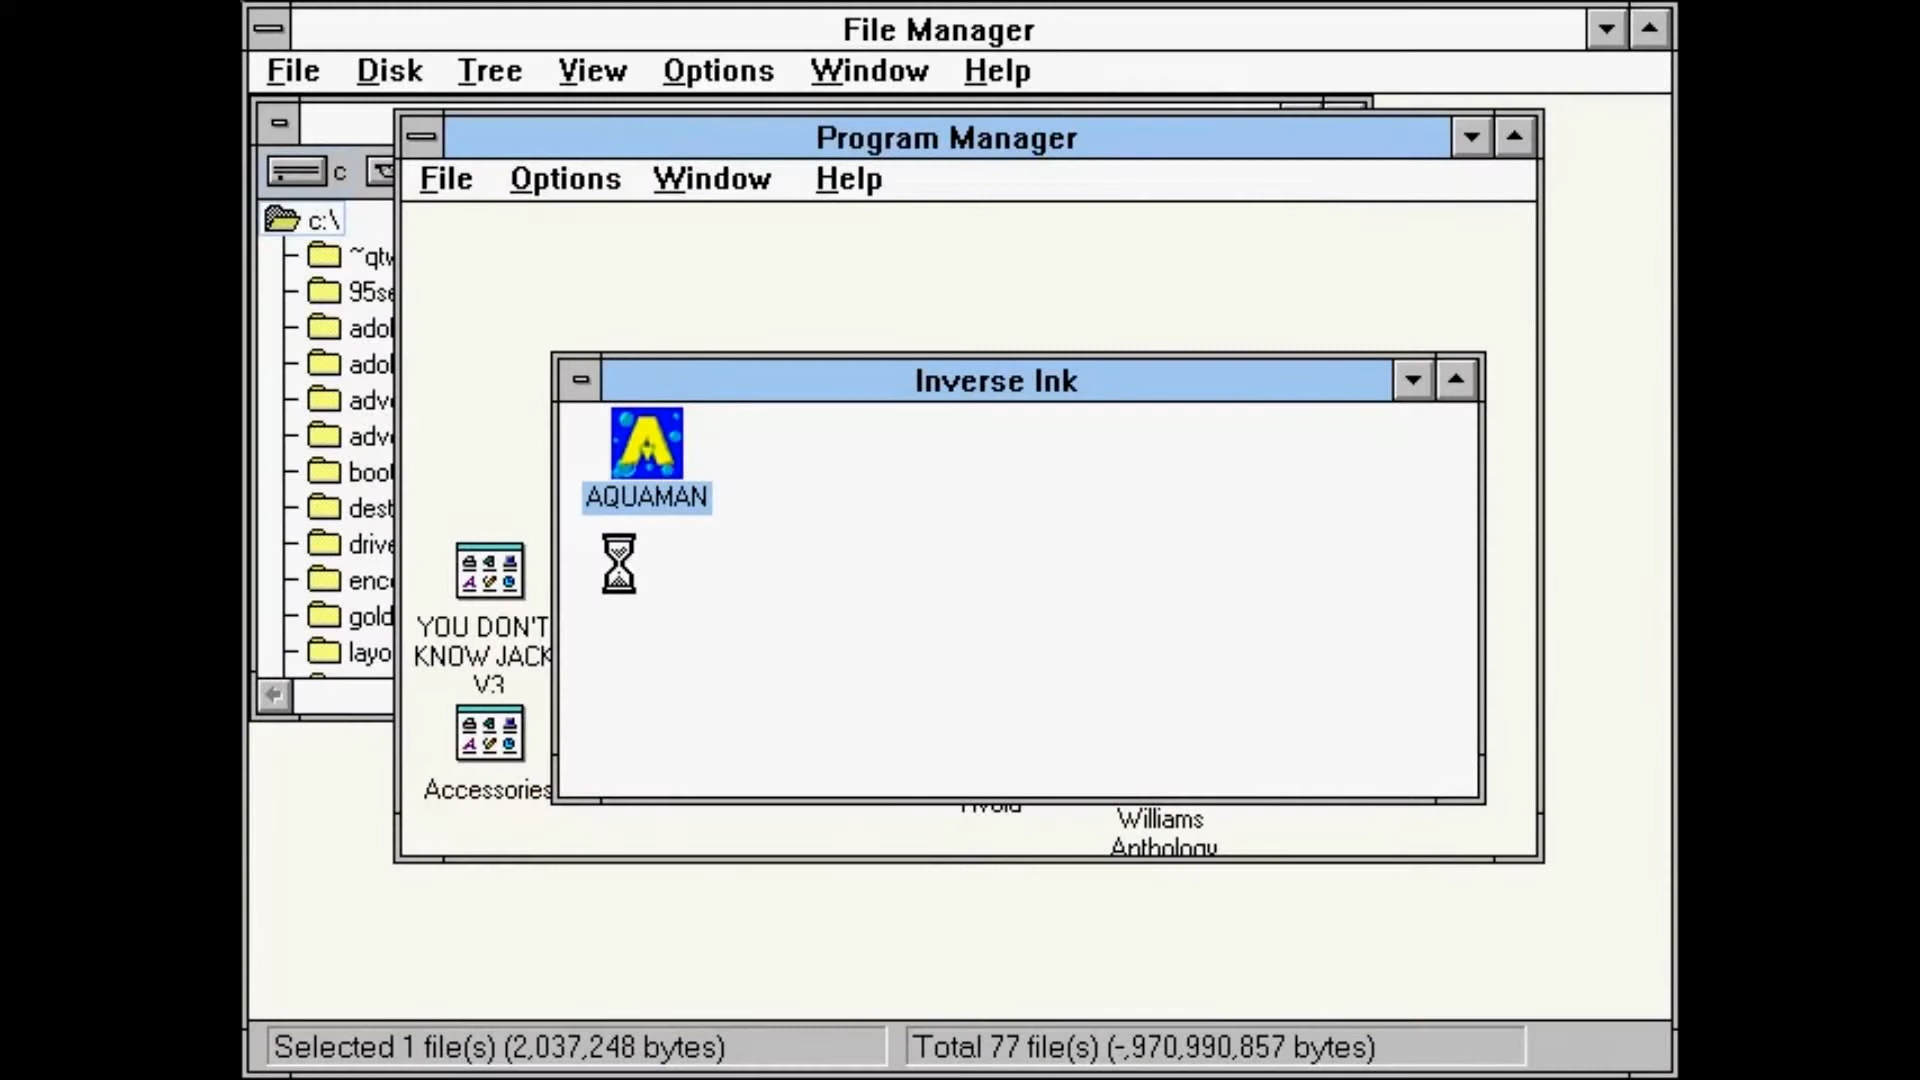 File Manager
File Disk Tree View Options Window Help
Program Manager
File Options Window Help
c
c:\
Inverse Ink
AQUAMAN
YOU DON'T
KNOW JACK
V3
Accessories
Williams
Anthology
Selected 1 file(s) (2,037,248 bytes)
Total 77 file(s) (-,970,990,857 bytes)